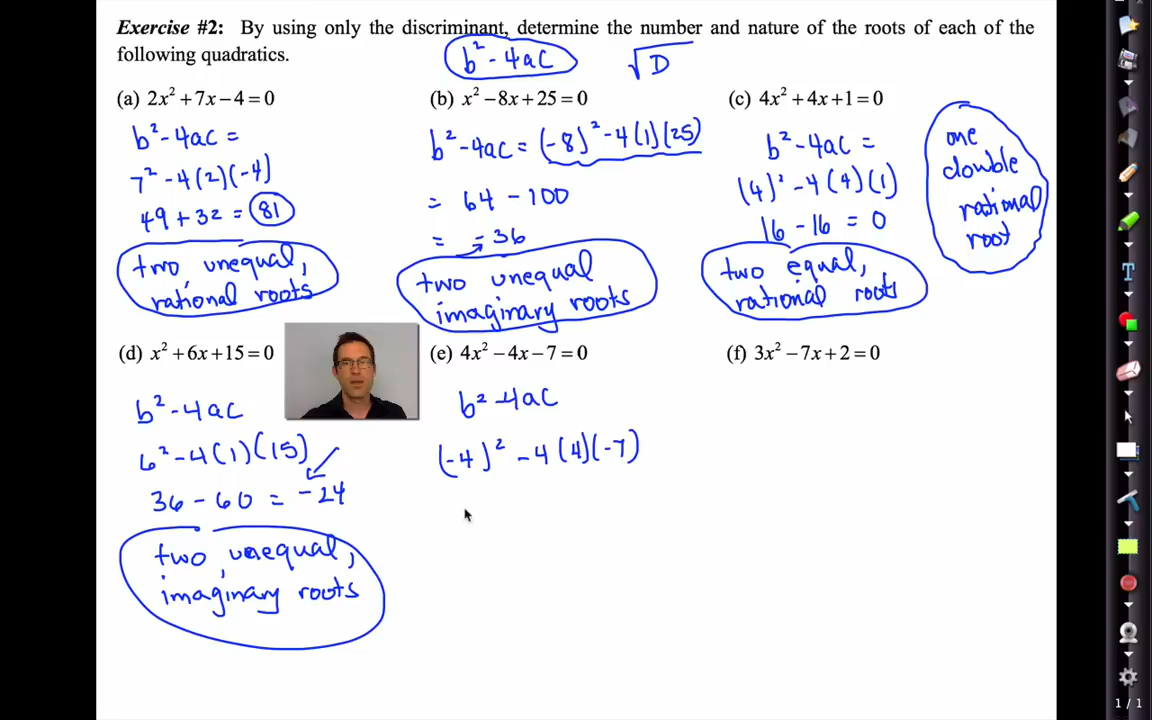 Exercise #2: By using only the discriminant, determine the number and nature of the roots of each of the
following quadratics.
b² - 4ac
√D
(a) 2x² + 7x − 4 = 0
b² - 4ac =
7² - 4(2)(-4)
49 + 32 = 81
two unequal,
rational roots
(b) x² − 8x + 25 = 0
b² - 4ac = (-8)² - 4(1)(25)
= 64 - 100
= -36
two unequal
imaginary roots
(c) 4x² + 4x + 1 = 0
b² - 4ac =
(4)² - 4(4)(1)
16 - 16 = 0
two equal,
rational roots
one
double
rational
root
(d) x² + 6x + 15 = 0
b² - 4ac
6² - 4(1)(15)
36 - 60 = -24
two unequal,
imaginary roots
(e) 4x² − 4x − 7 = 0
b² - 4ac
(-4)² - 4(4)(-7)
(f) 3x² − 7x + 2 = 0
T
1 / 1